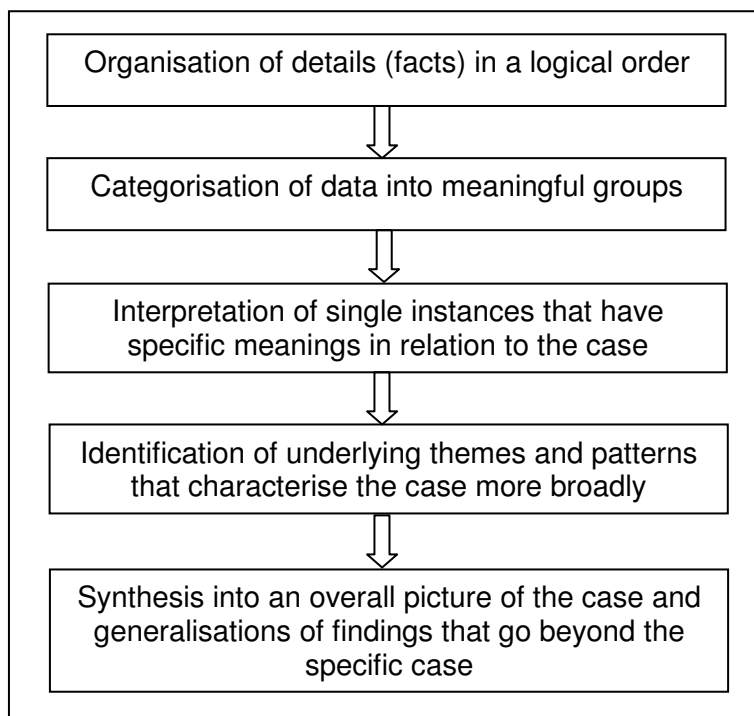 Organisation of details (facts) in a logical order
Categorisation of data into meaningful groups
Interpretation of single instances that have
specific meanings in relation to the case
Identification of underlying themes and patterns
that characterise the case more broadly
Synthesis into an overall picture of the case and
generalisations of findings that go beyond the
specific case